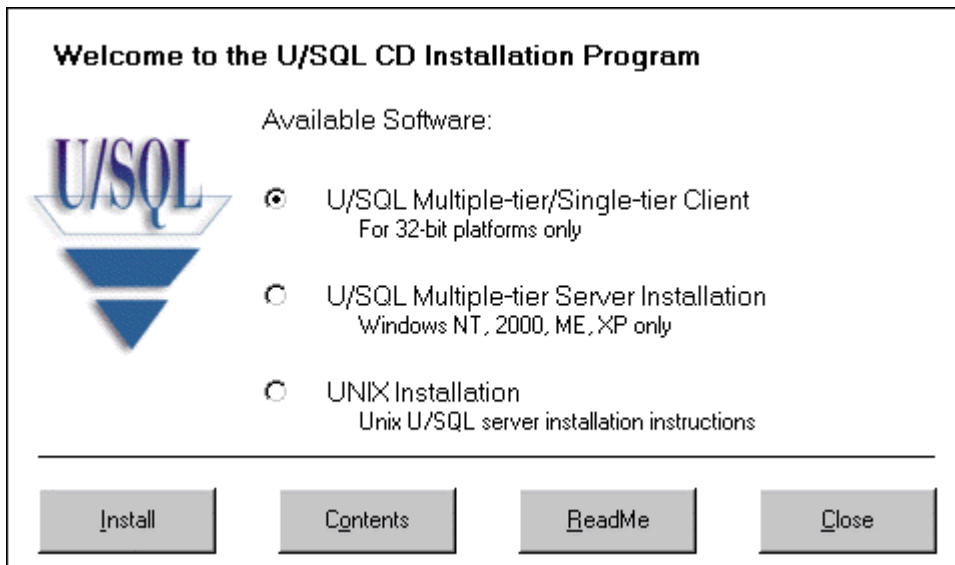 Welcome to the U/SQL CD Installation Program
U/SQL
Available Software:
U/SQL Multiple-tier/Single-tier Client
For 32-bit platforms only
U/SQL Multiple-tier Server Installation
Windows NT, 2000, ME, XP only
UNIX Installation
Unix U/SQL server installation instructions
Install
Contents
ReadMe
Close